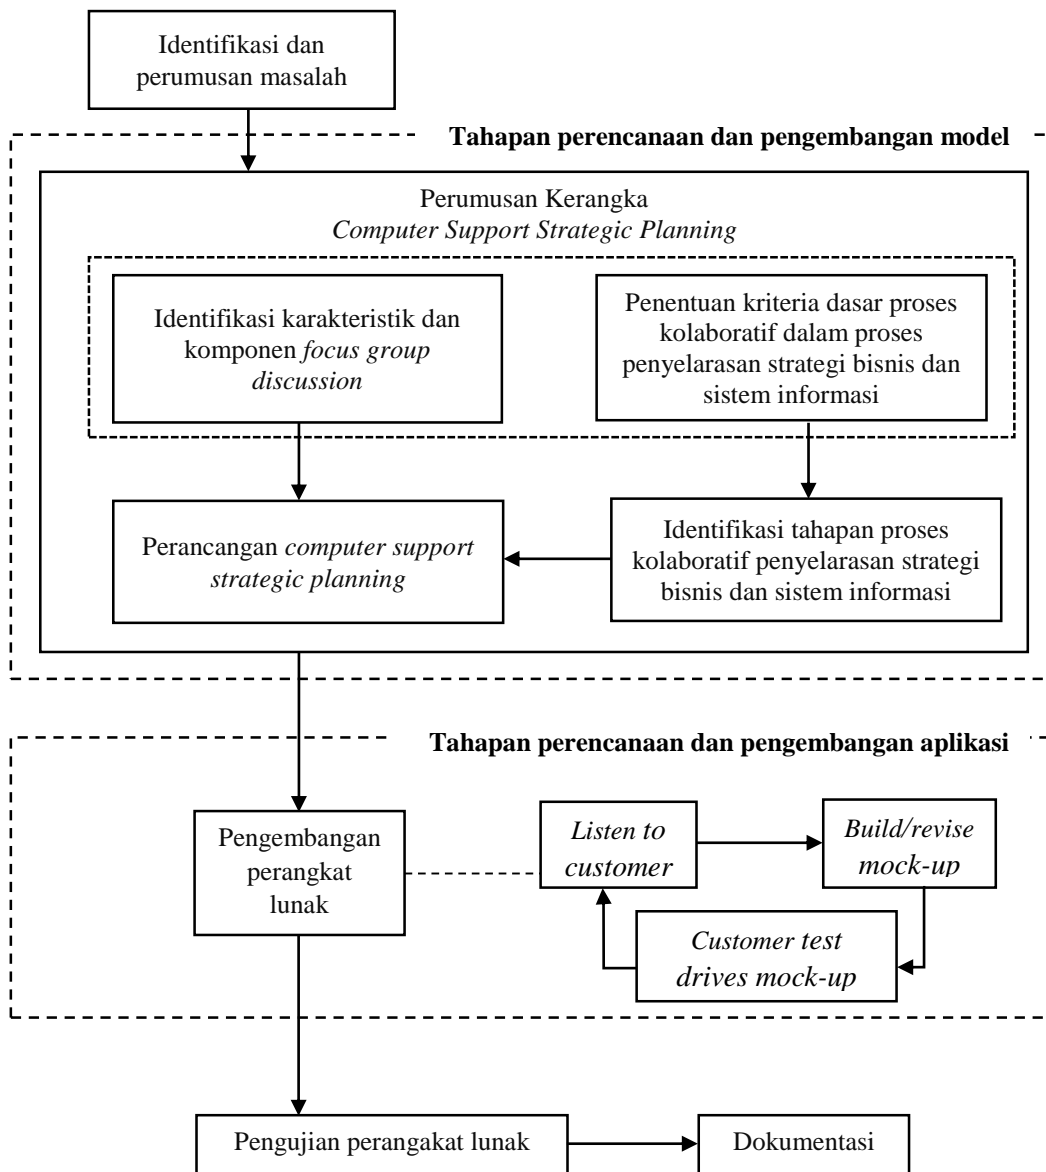 Identifikasi dan
perumusan masalah
Tahapan perencanaan dan pengembangan model
Perumusan Kerangka
Computer Support Strategic Planning
Identifikasi karakteristik dan
komponen focus group
discussion
Penentuan kriteria dasar proses
kolaboratif dalam proses
penyelarasan strategi bisnis dan
sistem informasi
Perancangan computer support
strategic planning
Identifikasi tahapan proses
kolaboratif penyelarasan strategi
bisnis dan sistem informasi
Tahapan perencanaan dan pengembangan aplikasi
Pengembangan
perangkat
lunak
Listen to
customer
Build/revise
mock-up
Customer test
drives mock-up
Pengujian perangakat lunak
Dokumentasi